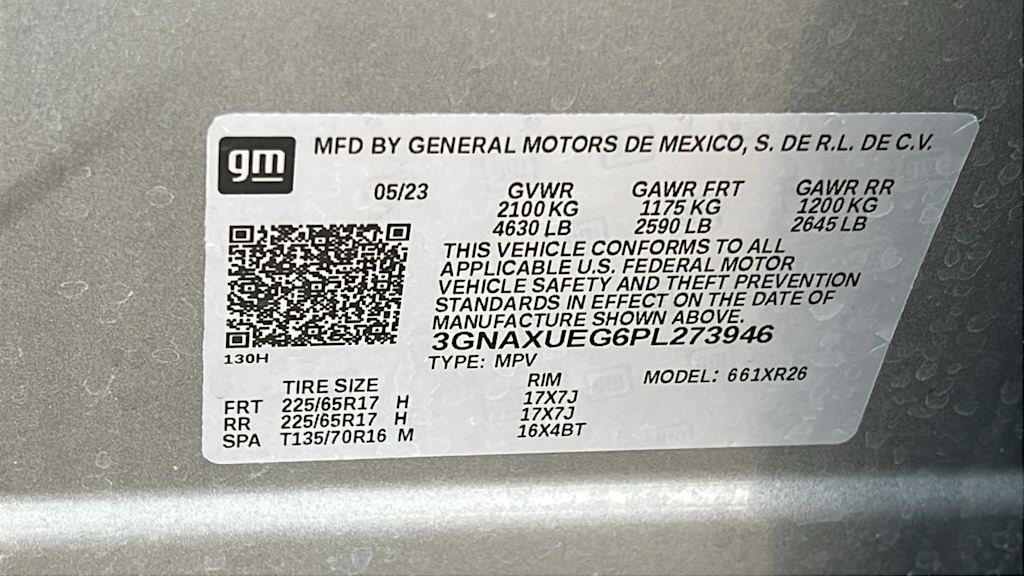 gm MFD BY GENERAL MOTORS DE MEXICO, S. DE R.L. DE C.V.
05/23 GVWR GAWR FRT GAWR RR
2100 KG 1175 KG 1200 KG
4630 LB 2590 LB 2645 LB
THIS VEHICLE CONFORMS TO ALL
APPLICABLE U.S. FEDERAL MOTOR
VEHICLE SAFETY AND THEFT PREVENTION
STANDARDS IN EFFECT ON THE DATE OF
MANUFACTURE SHOWN ABOVE.
3GNAXUEG6PL273946
130H TYPE: MPV
TIRE SIZE RIM MODEL: 661XR26
FRT 225/65R17 H 17X7J
RR 225/65R17 H 17X7J
SPA T135/70R16 M 16X4BT